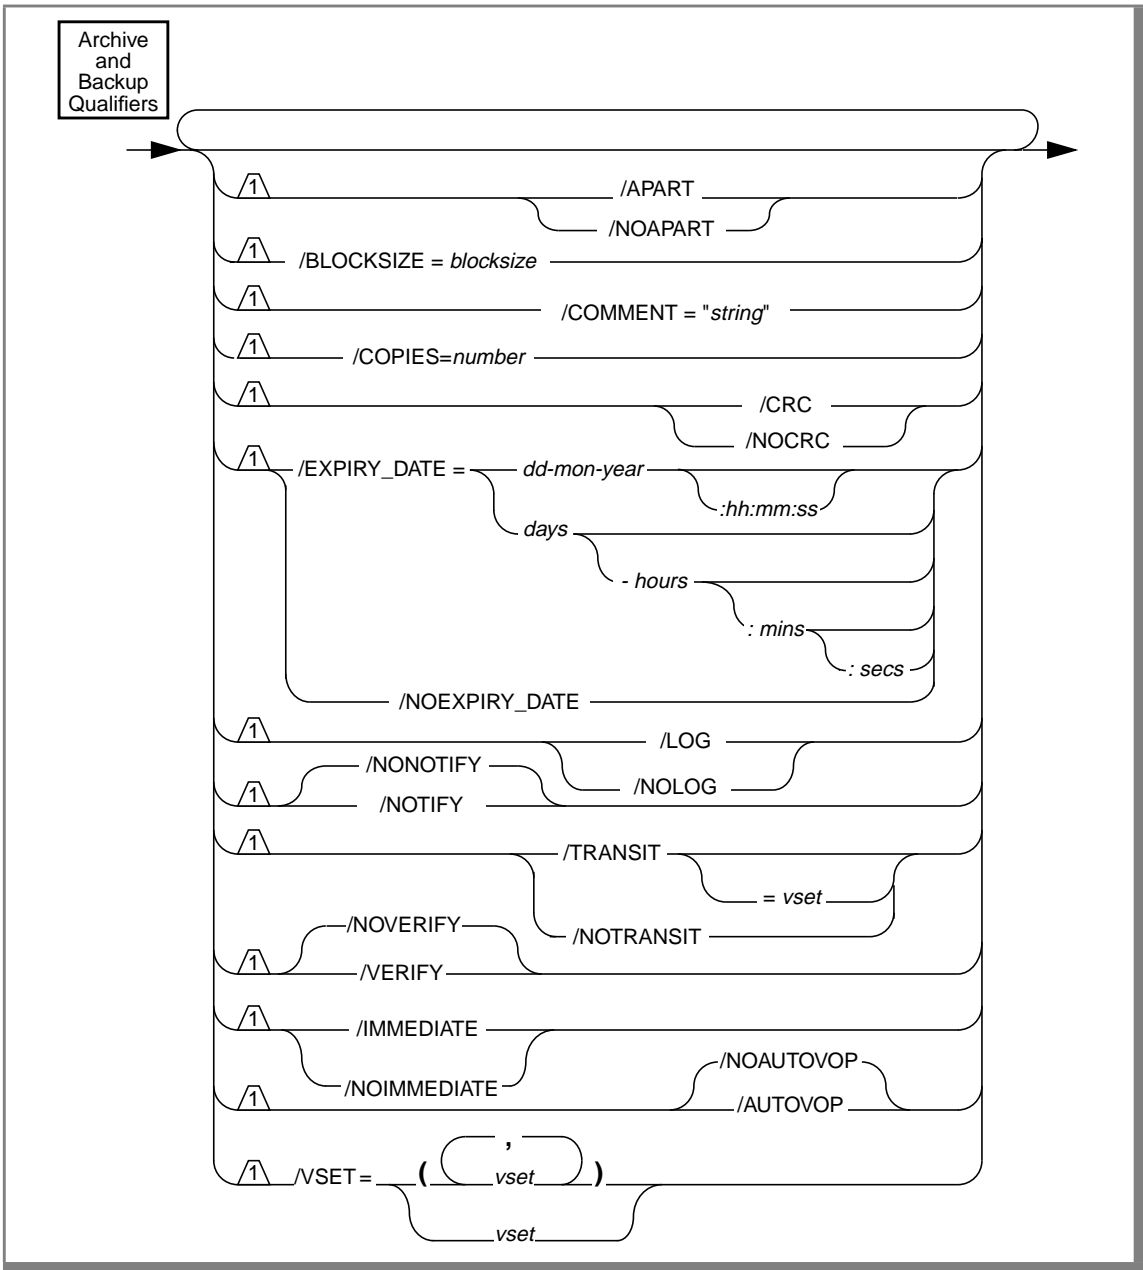 Archive
and
Backup
Qualifiers
1 /APART
/NOAPART
1 /BLOCKSIZE = blocksize
1 /COMMENT = "string"
1 /COPIES=number
1 /CRC
/NOCRC
1 /EXPIRY_DATE = dd-mon-year
:hh:mm:ss
days
- hours
: mins
: secs
/NOEXPIRY_DATE
1 /LOG
/NOLOG
/NONOTIFY
1 /NOTIFY
1 /TRANSIT
= vset
/NOTRANSIT
/NOVERIFY
1 /VERIFY
1 /IMMEDIATE
/NOIMMEDIATE
/NOAUTOVOP
1 /AUTOVOP
,
1 /VSET= ( vset )
vset